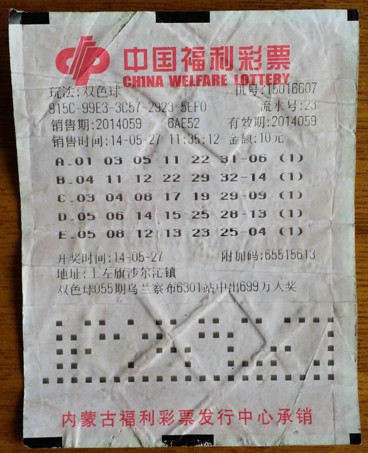 中国福利彩票
CHINA WELFARE LOTTERY
玩法:双色球 机号:15016607
915C-99E3-3C57-2923-5EF0 流水号:23
销售期:2014059 6AE52 有效期:2014059
销售时间:14-05-27 11:35:12 金额:10元
A.01 03 05 11 22 31-06 (1)
B.04 11 12 22 29 32-14 (1)
C.03 04 08 17 19 29-09 (1)
D.05 06 14 15 25 28-13 (1)
E.05 08 12 13 23 25-04 (1)
开奖时间:14-05-27 附加码:65515613
地址:土左旗沙尔沁镇
双色球055期乌兰察布6301站中出699万大奖
内蒙古福利彩票发行中心承销